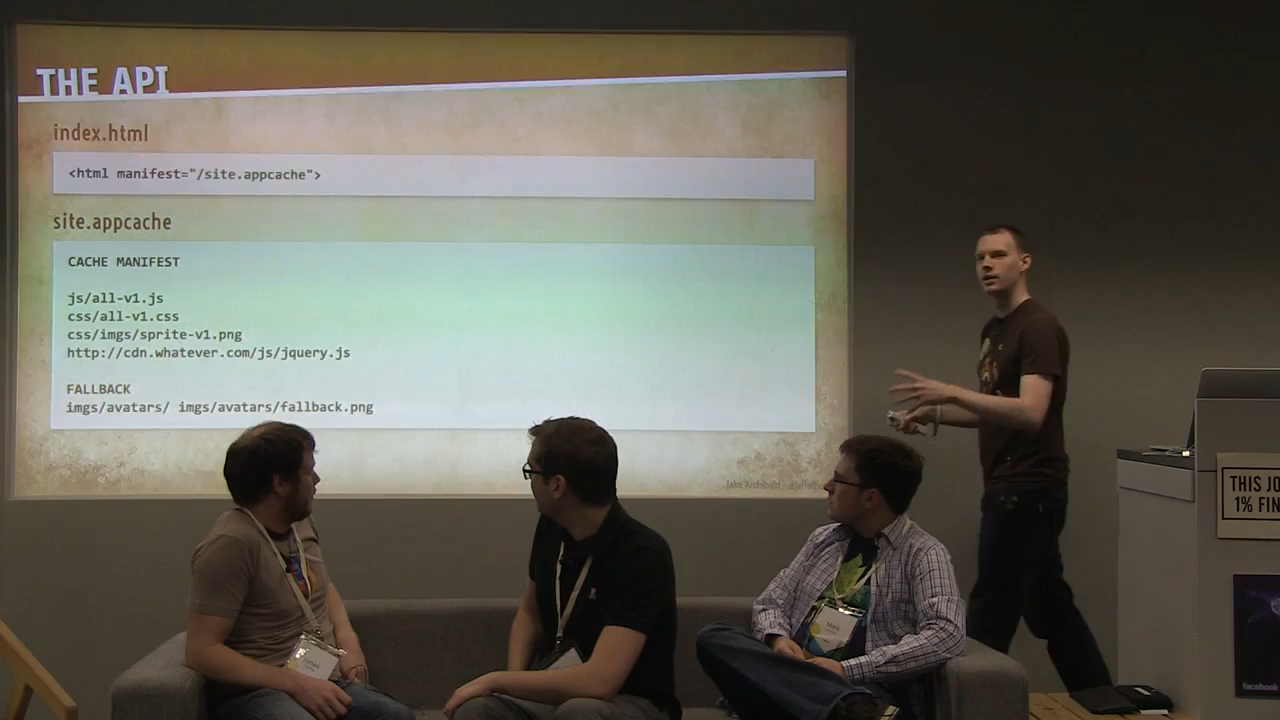 THE API
index.html
<html manifest="/site.appcache">
site.appcache
CACHE MANIFEST
js/all-v1.js
css/all-v1.css
css/imgs/sprite-v1.png
http://cdn.whatever.com/js/jquery.js
FALLBACK
imgs/avatars/ imgs/avatars/fallback.png
Jake Archibald
THIS JO
1% FIN
Mark
facebook